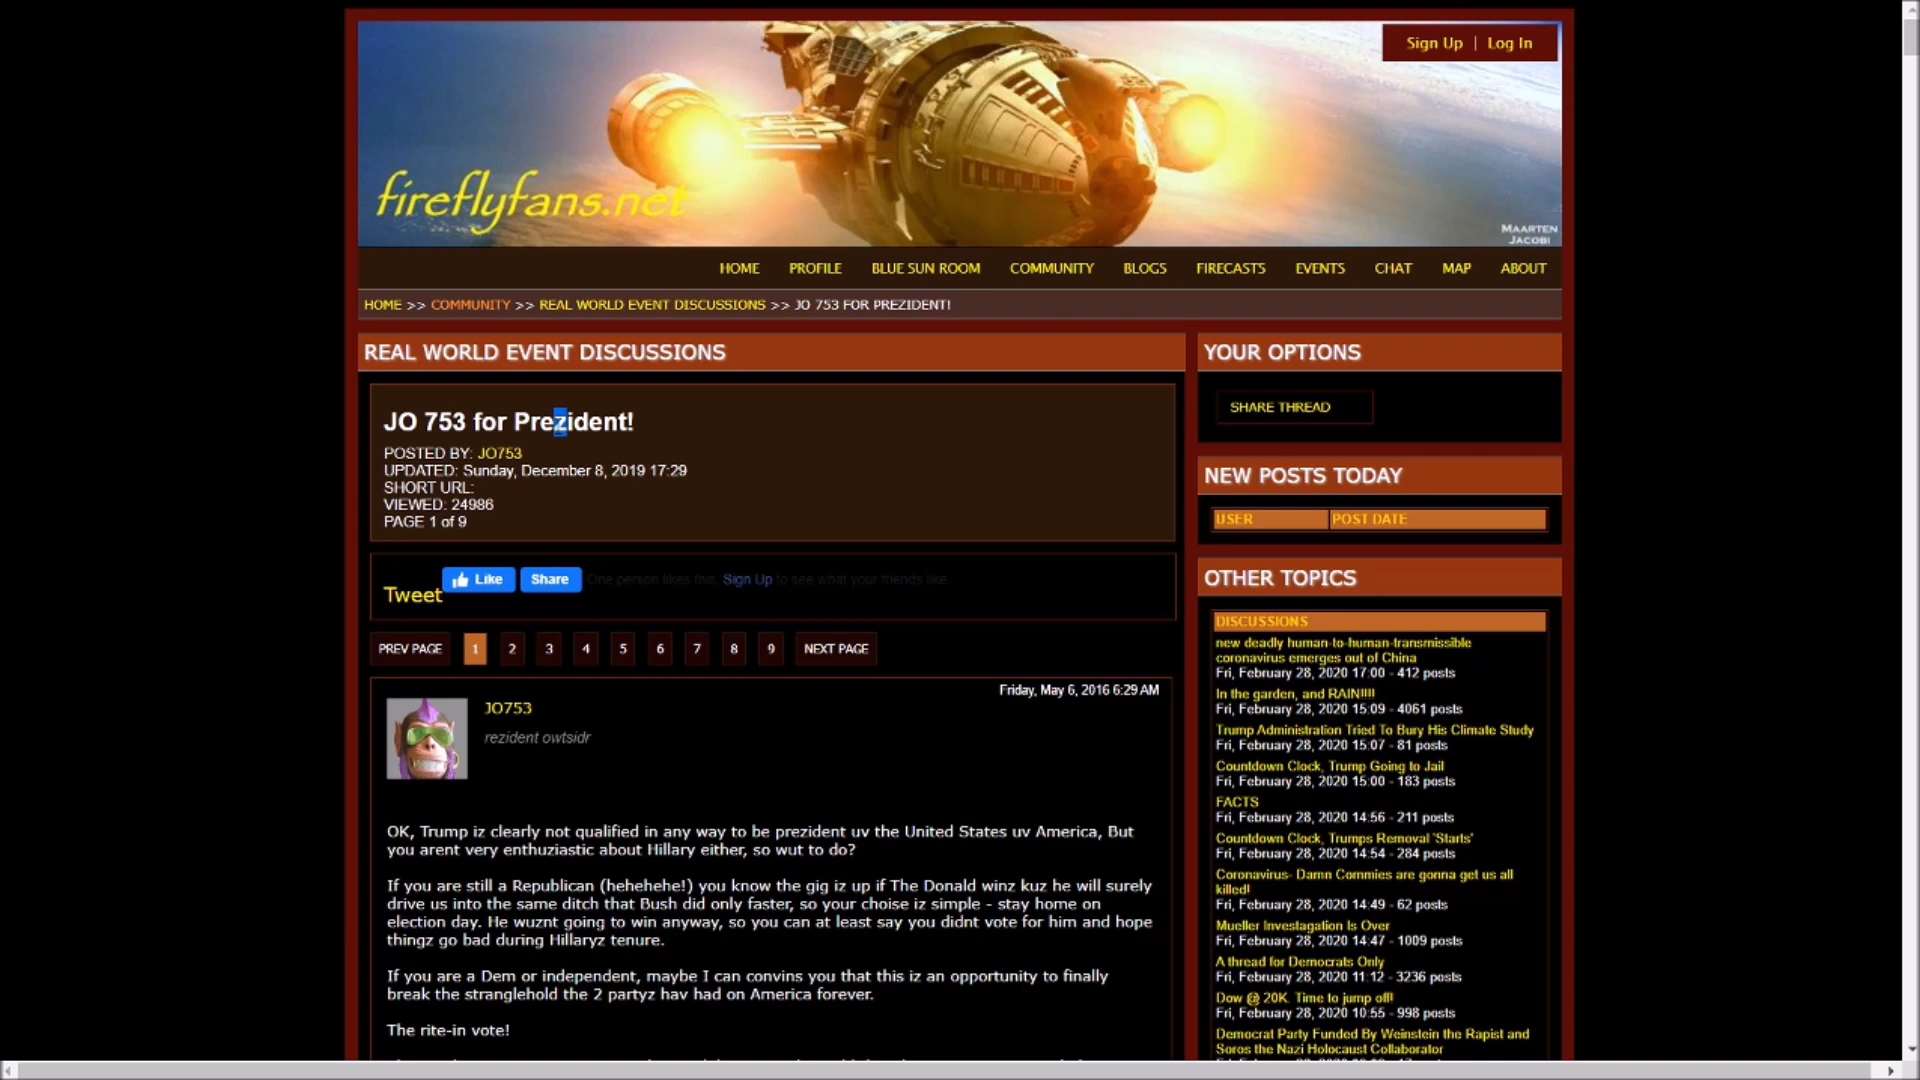 Sign Up | Log In
fireflyfans.net
MAARTEN
JACOBI
HOME PROFILE BLUE SUN ROOM COMMUNITY BLOGS FIRECASTS EVENTS CHAT MAP ABOUT
HOME >> COMMUNITY >> REAL WORLD EVENT DISCUSSIONS >> JO 753 FOR PREZIDENT!
REAL WORLD EVENT DISCUSSIONS
JO 753 for Prezident!
POSTED BY: JO753
UPDATED: Sunday, December 8, 2019 17:29
SHORT URL:
VIEWED: 24986
PAGE 1 of 9
Tweet Like Share One person likes this. Sign Up to see what your friends like.
PREV PAGE 1 2 3 4 5 6 7 8 9 NEXT PAGE
Friday, May 6, 2016 6:29 AM
JO753
rezident owtsidr
OK, Trump iz clearly not qualified in any way to be prezident uv the United States uv America, But
you arent very enthuziastic about Hillary either, so wut to do?
If you are still a Republican (hehehehe!) you know the gig iz up if The Donald winz kuz he will surely
drive us into the same ditch that Bush did only faster, so your choise iz simple - stay home on
election day. He wuznt going to win anyway, so you can at least say you didnt vote for him and hope
thingz go bad during Hillaryz tenure.
If you are a Dem or independent, maybe I can convins you that this iz an opportunity to finally
break the stranglehold the 2 partyz hav had on America forever.
The rite-in vote!
YOUR OPTIONS
SHARE THREAD
NEW POSTS TODAY
USER POST DATE
OTHER TOPICS
DISCUSSIONS
new deadly human-to-human-transmissible
coronavirus emerges out of China
Fri, February 28, 2020 17:00 - 412 posts
In the garden, and RAIN!!!!
Fri, February 28, 2020 15:09 - 4061 posts
Trump Administration Tried To Bury His Climate Study
Fri, February 28, 2020 15:07 - 81 posts
Countdown Clock, Trump Going to Jail
Fri, February 28, 2020 15:00 - 183 posts
FACTS
Fri, February 28, 2020 14:56 - 211 posts
Countdown Clock, Trumps Removal 'Starts'
Fri, February 28, 2020 14:54 - 284 posts
Coronavirus- Damn Commies are gonna get us all
killed!
Fri, February 28, 2020 14:49 - 62 posts
Mueller Investagation Is Over
Fri, February 28, 2020 14:47 - 1009 posts
A thread for Democrats Only
Fri, February 28, 2020 11:12 - 3236 posts
Dow @ 20K. Time to jump off!
Fri, February 28, 2020 10:55 - 998 posts
Democrat Party Funded By Weinstein the Rapist and
Soros the Nazi Holocaust Collaborator